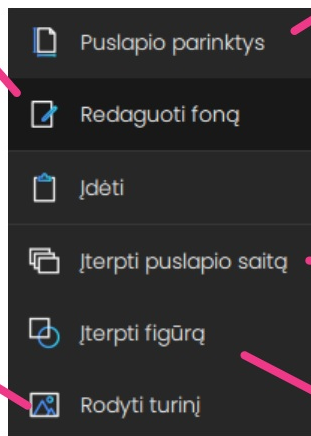 Puslapio parinktys
Redaguoti foną
Įdėti
Įterpti puslapio saitą
Įterpti figūrą
Rodyti turinį